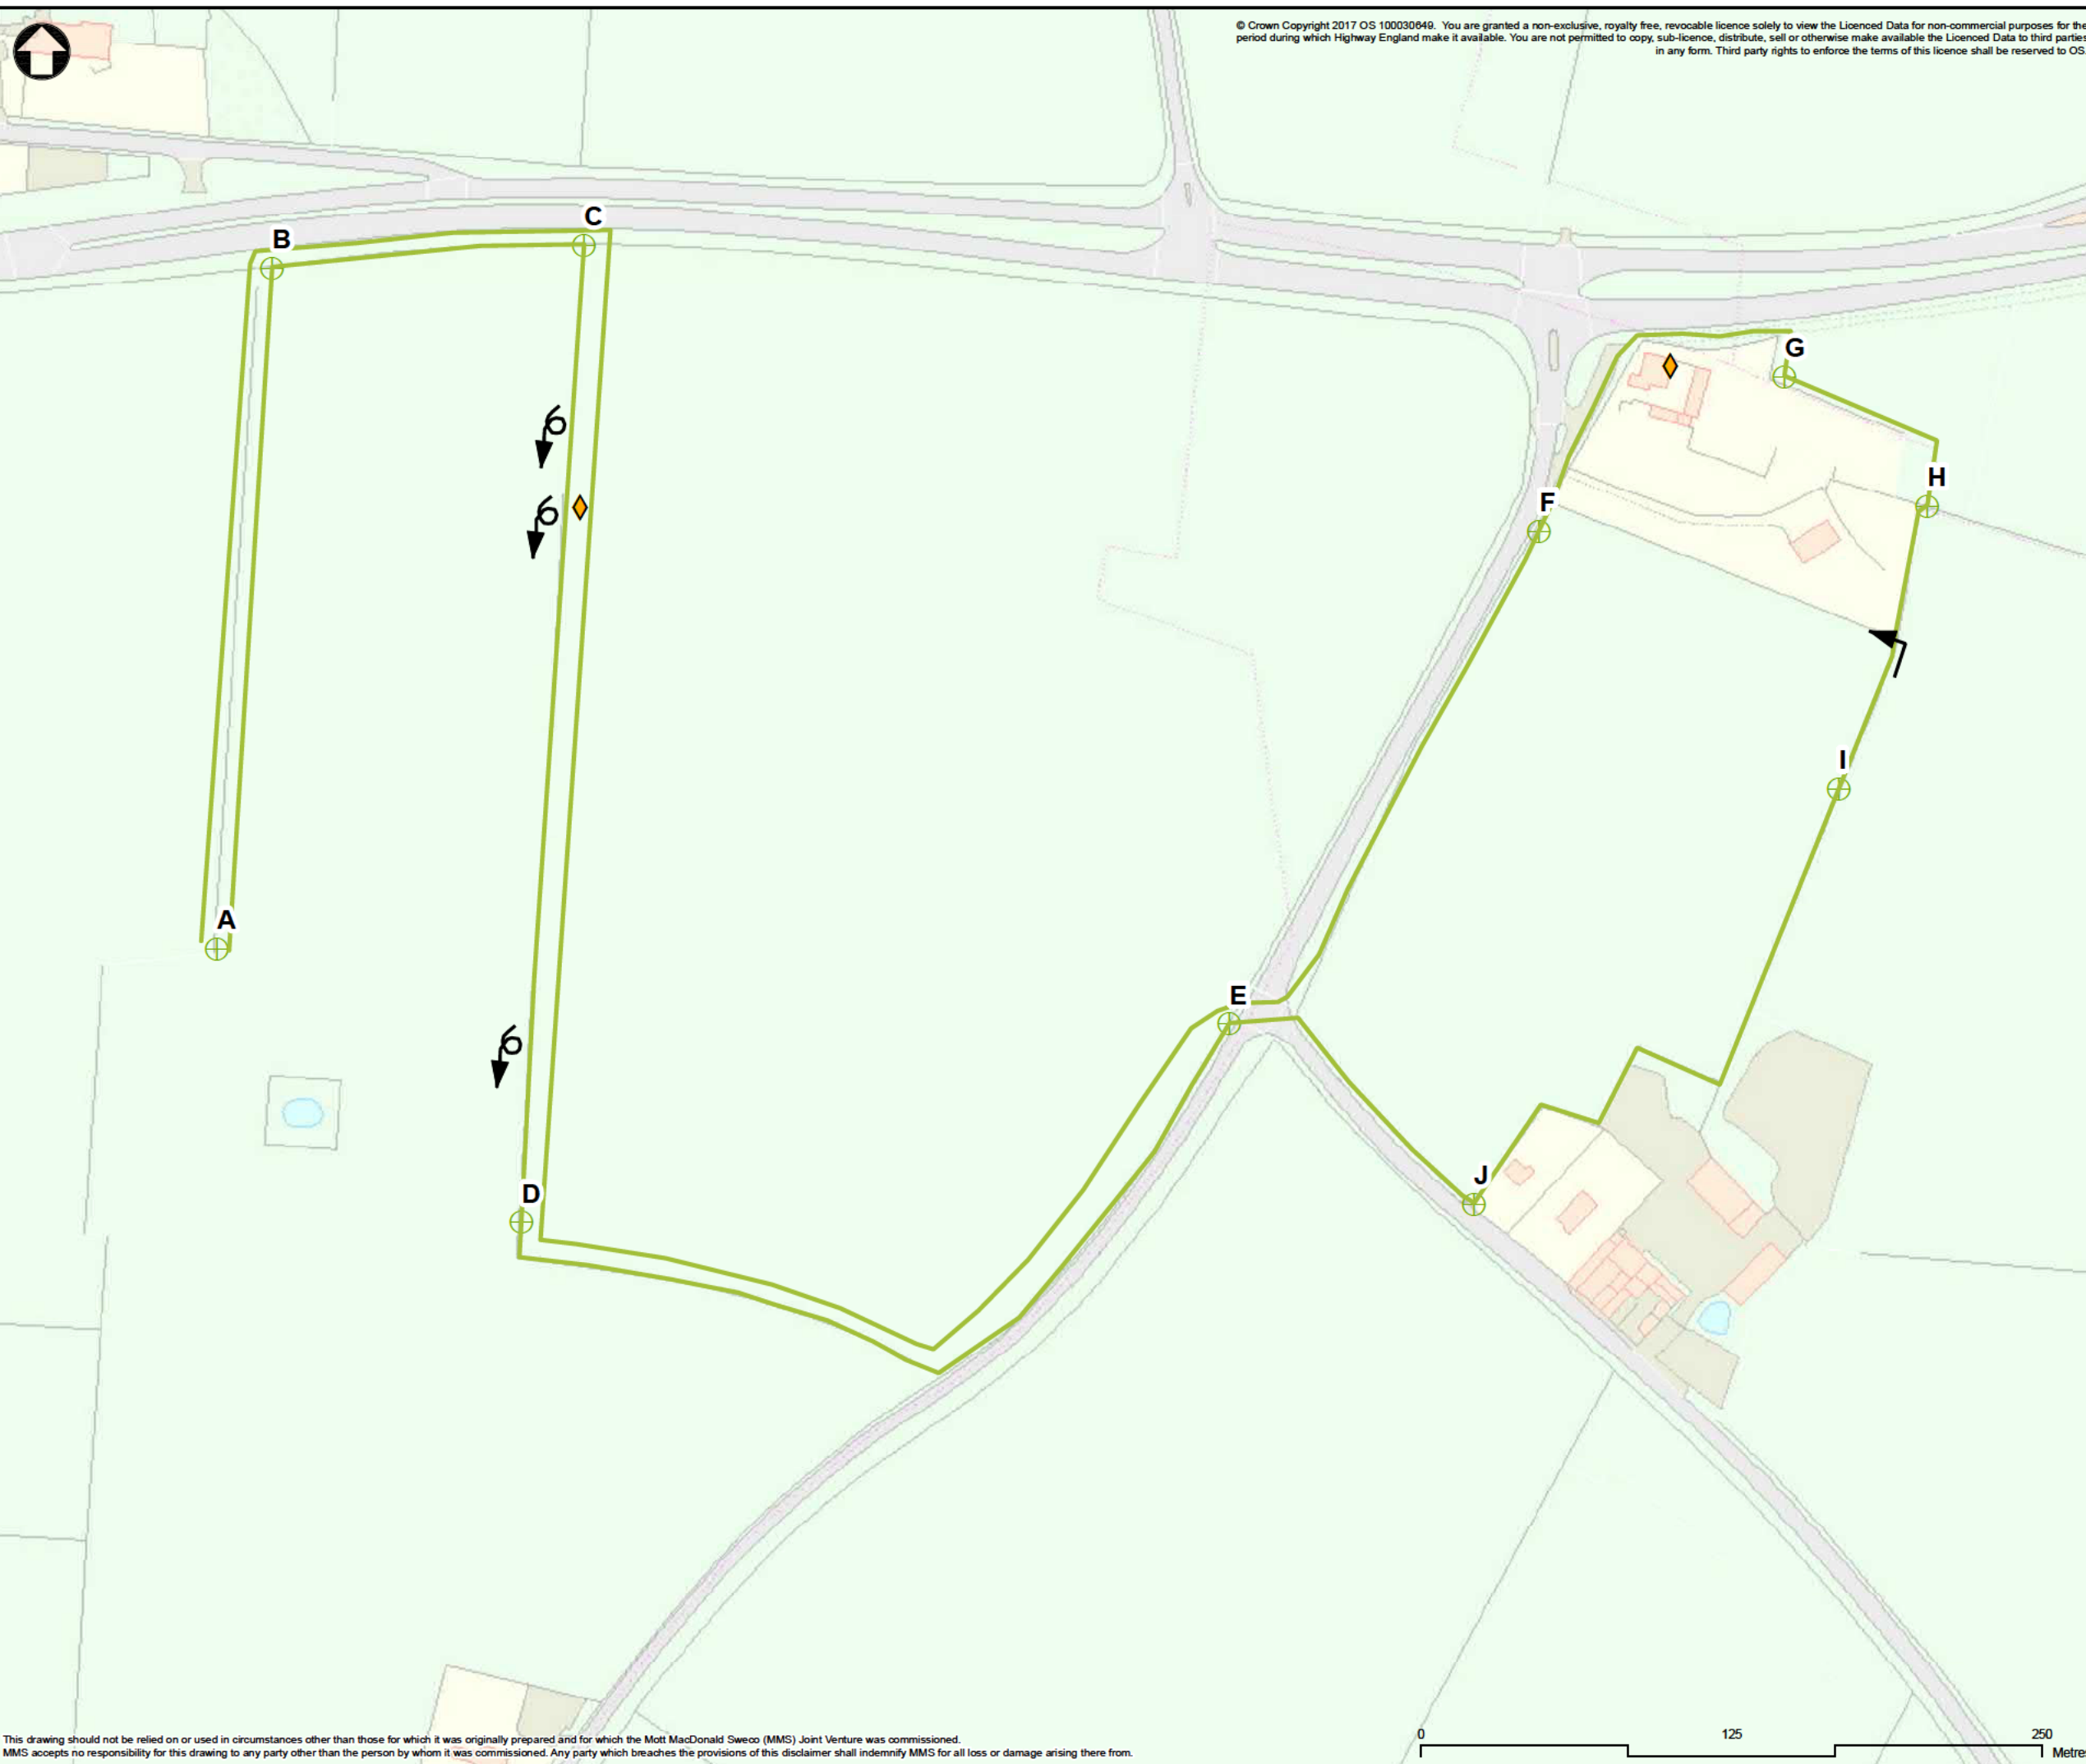 © Crown Copyright 2017 OS 100030649. You are granted a non-exclusive, royalty free, revocable licence solely to view the Licenced Data for non-commercial purposes for the
period during which Highway England make it available. You are not permitted to copy, sub-licence, distribute, sell or otherwise make available the Licenced Data to third parties
in any form. Third party rights to enforce the terms of this licence shall be reserved to OS.
C
B
G
H
F
I
A
E
J
D
0 125 250
Metre
This drawing should not be relied on or used in circumstances other than those for which it was originally prepared and for which the Mott MacDonald Sweco (MMS) Joint Venture was commissioned.
MMS accepts no responsibility for this drawing to any party other than the person by whom it was commissioned. Any party which breaches the provisions of this disclaimer shall indemnify MMS for all loss or damage arising there from.